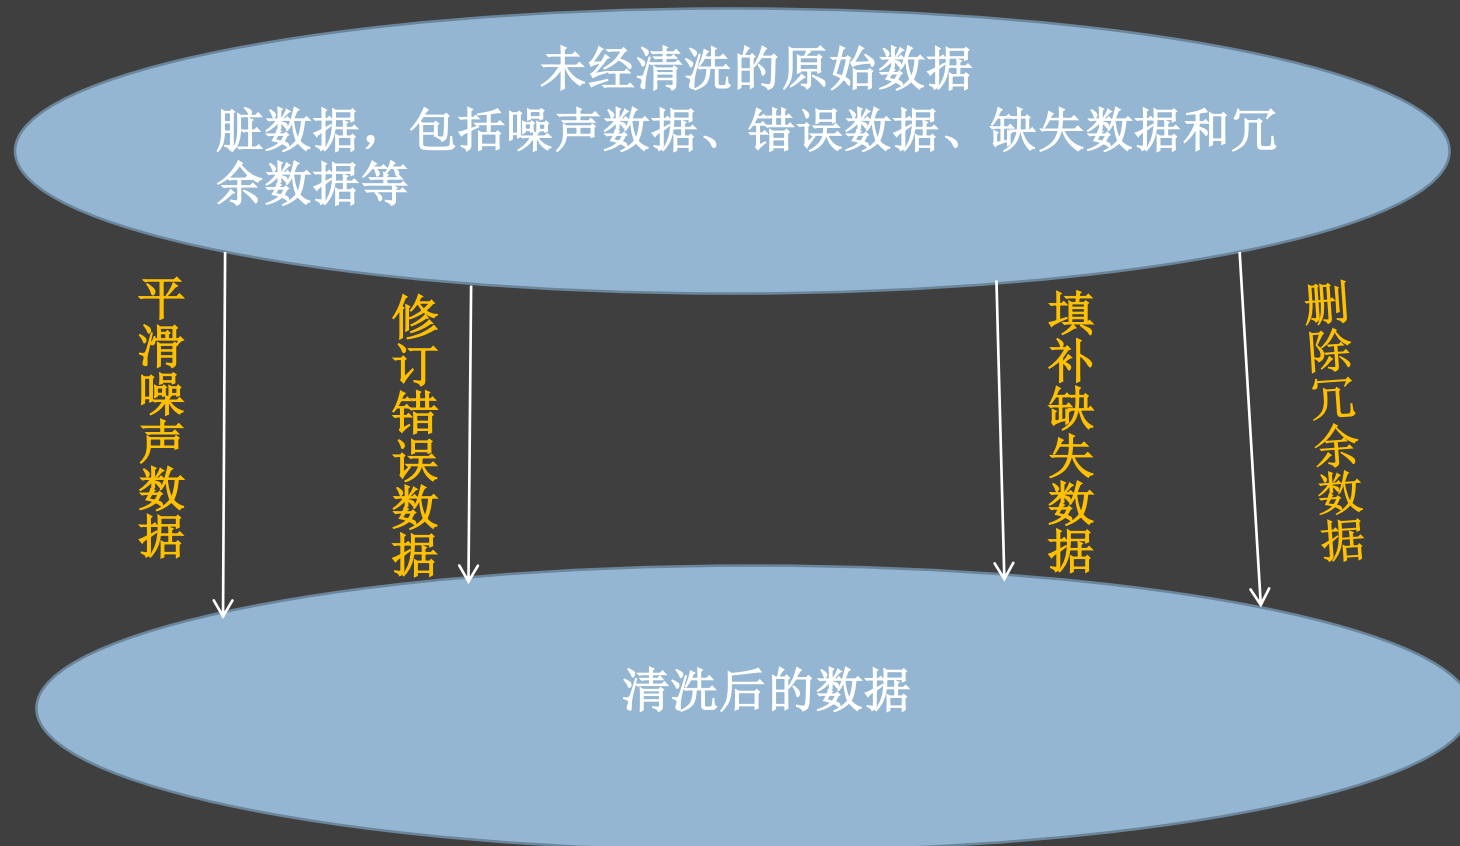 未经清洗的原始数据
脏数据，包括噪声数据、错误数据、缺失数据和冗
余数据等
平滑噪声数据
修订错误数据
填补缺失数据
删除冗余数据
清洗后的数据